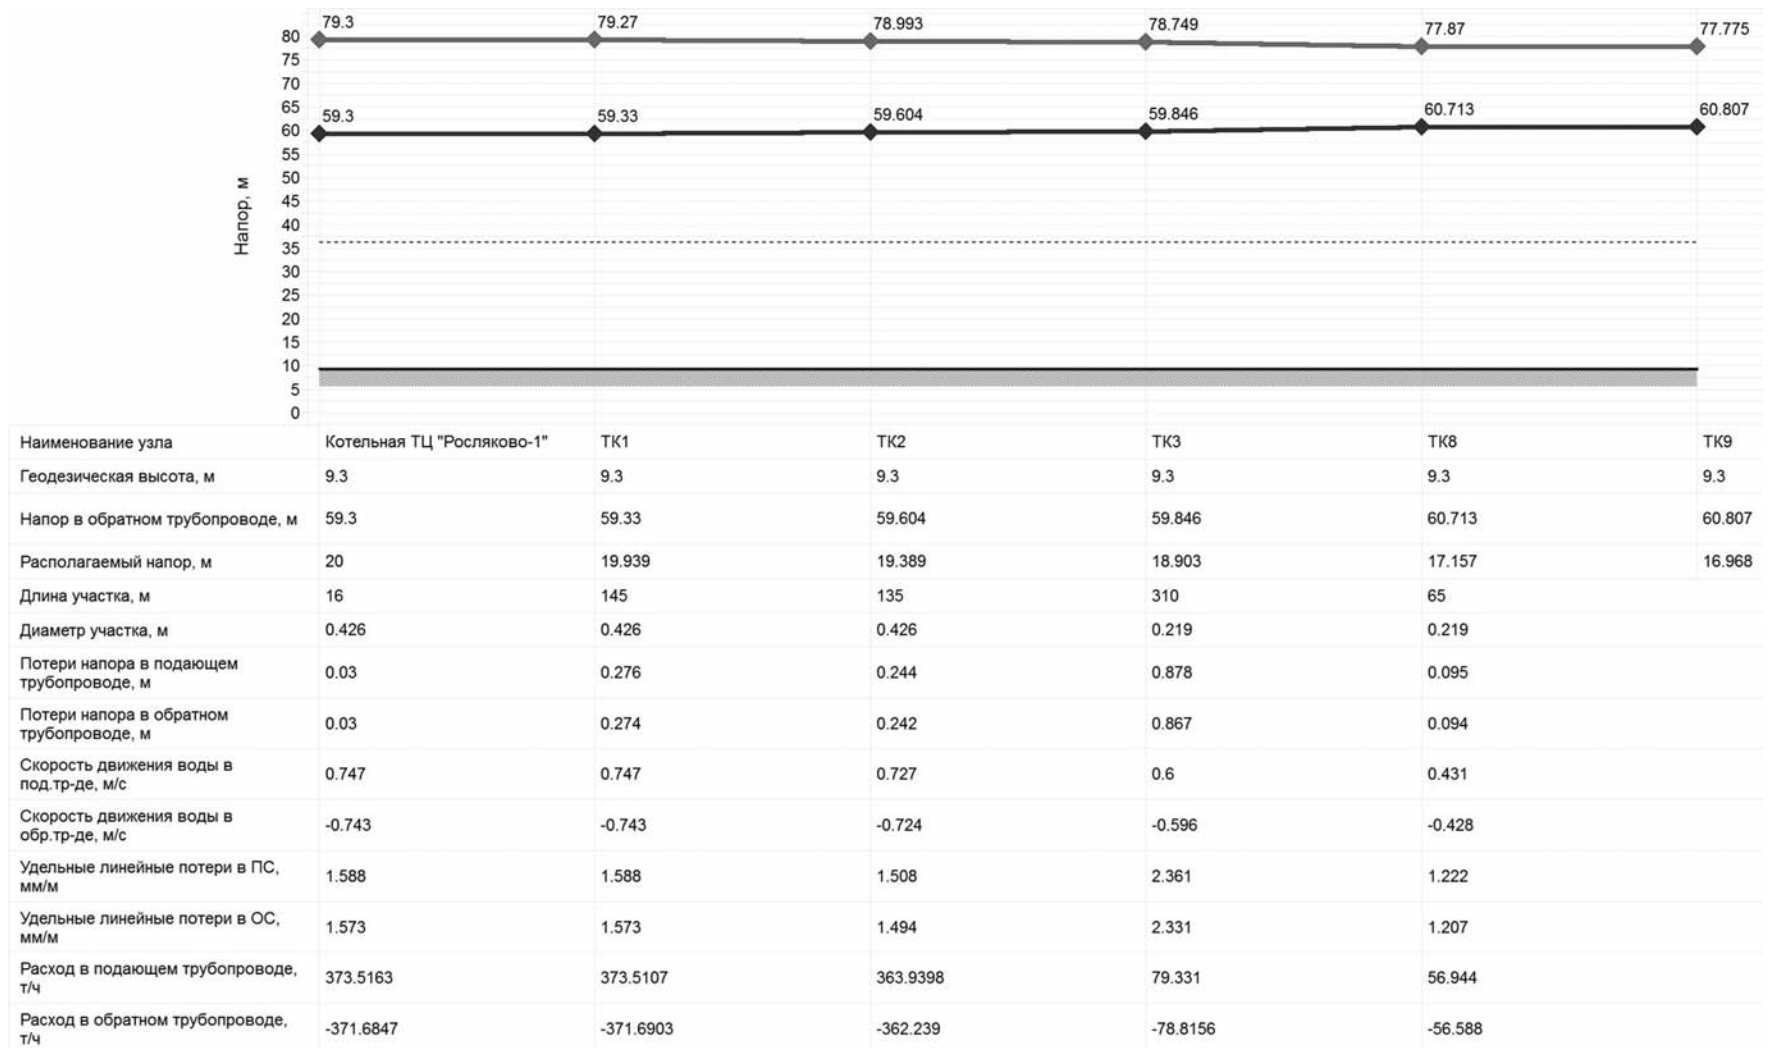 79.3 79.27 78.993 78.749 77.87 77.775
80
75
70
65
59.3 59.33 59.604 59.846 60.713 60.807
60
55
50
45
40
35
30
25
20
15
10
5
0
Напор, м
Наименование узла Котельная ТЦ "Росляково-1" ТК1 ТК2 ТК3 ТК8 ТК9
Геодезическая высота, м 9.3 9.3 9.3 9.3 9.3 9.3
Напор в обратном трубопроводе, м 59.3 59.33 59.604 59.846 60.713 60.807
Располагаемый напор, м 20 19.939 19.389 18.903 17.157 16.968
Длина участка, м 16 145 135 310 65
Диаметр участка, м 0.426 0.426 0.426 0.219 0.219
Потери напора в подающем
трубопроводе, м 0.03 0.276 0.244 0.878 0.095
Потери напора в обратном
трубопроводе, м 0.03 0.274 0.242 0.867 0.094
Скорость движения воды в
под.тр-де, м/с 0.747 0.747 0.727 0.6 0.431
Скорость движения воды в
обр.тр-де, м/с -0.743 -0.743 -0.724 -0.596 -0.428
Удельные линейные потери в ПС,
мм/м 1.588 1.588 1.508 2.361 1.222
Удельные линейные потери в ОС,
мм/м 1.573 1.573 1.494 2.331 1.207
Расход в подающем трубопроводе,
т/ч 373.5163 373.5107 363.9398 79.331 56.944
Расход в обратном трубопроводе,
т/ч -371.6847 -371.6903 -362.239 -78.8156 -56.588